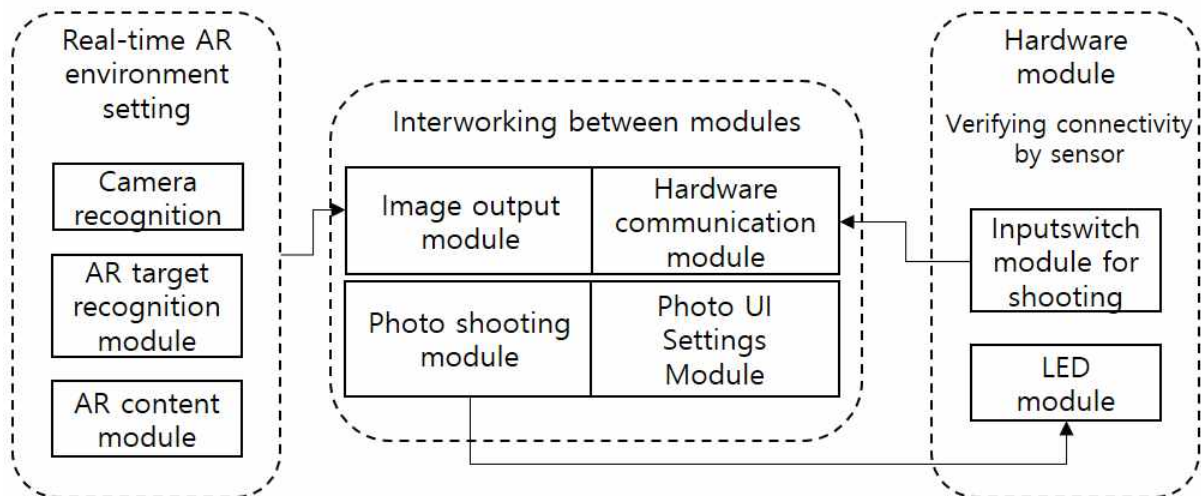 Real-time AR
environment
setting
Camera
recognition
AR target
recognition
module
AR content
module
Interworking between modules
Image output
module
Hardware
communication
module
Photo shooting
module
Photo UI
Settings
Module
Hardware
module
Verifying connectivity
by sensor
Inputswitch
module for
shooting
LED
module